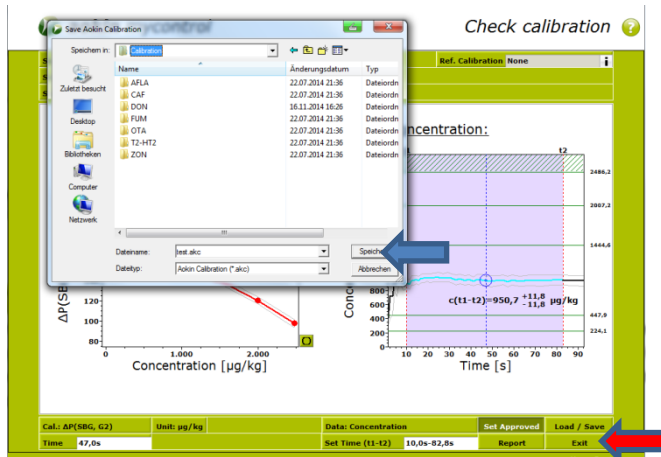 Check calibration
Save Aokin Calibration
Speichern in: Calibration
Ref. Calibration None
Name Änderungsdatum Typ
Zuletzt besucht
Desktop
Bibliotheken
Computer
Netzwerk
AFLA 22.07.2014 21:36 Dateiordn
CAF 22.07.2014 21:36 Dateiordn
DON 16.11.2014 16:26 Dateiordn
FUM 22.07.2014 21:36 Dateiordn
OTA 22.07.2014 21:36 Dateiordn
T2-HT2 22.07.2014 21:36 Dateiordn
ZON 22.07.2014 21:36 Dateiordn
Dateiname: test.akc
Speiche
Dateityp: Aokin Calibration (*.akc)
Abbrechen
ncentration:
t2
2486,2
2007,3
1444,6
447,9
224,1
800
600
400
200
0
10 20 30 40 50 60 70 80 90
Time [s]
c(t1-t2)=950,7 +11,8 -11,8 µg/kg
120
100
80
0 1.000 2.000
Concentration [µg/kg]
Cal.: ΔP(SBG, G2) Unit: µg/kg Data: Concentration Set Approved Load / Save
Time 47,0s Set Time (t1-t2) 10,0s-82,8s Report Exit